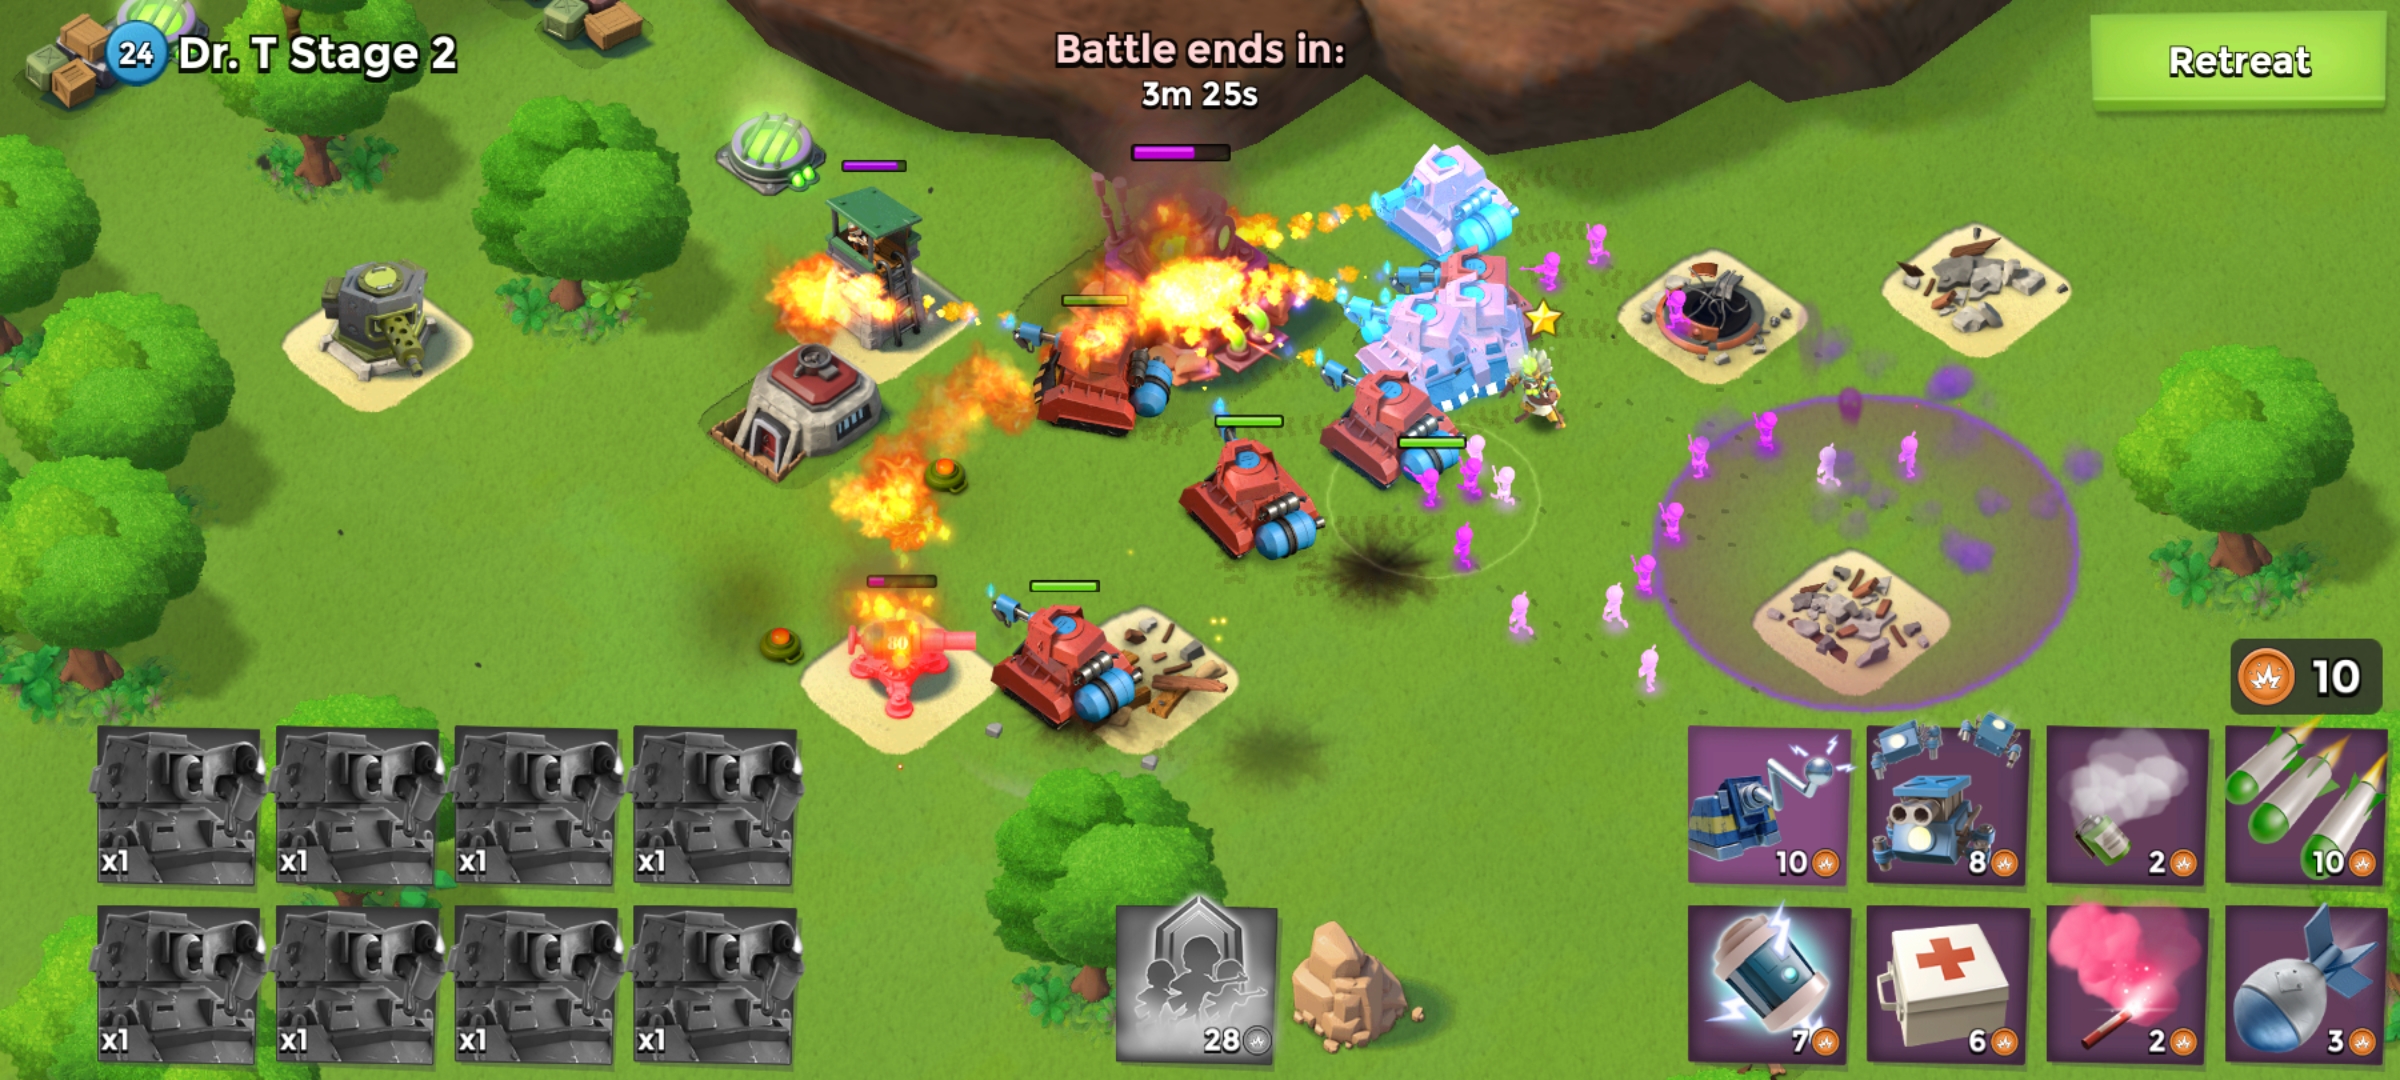 24 Dr. T Stage 2
Battle ends in:
3m 25s
Retreat
80
10
x1 x1 x1 x1
10 8 2 10
x1 x1 x1 x1
28
7 6 2 3